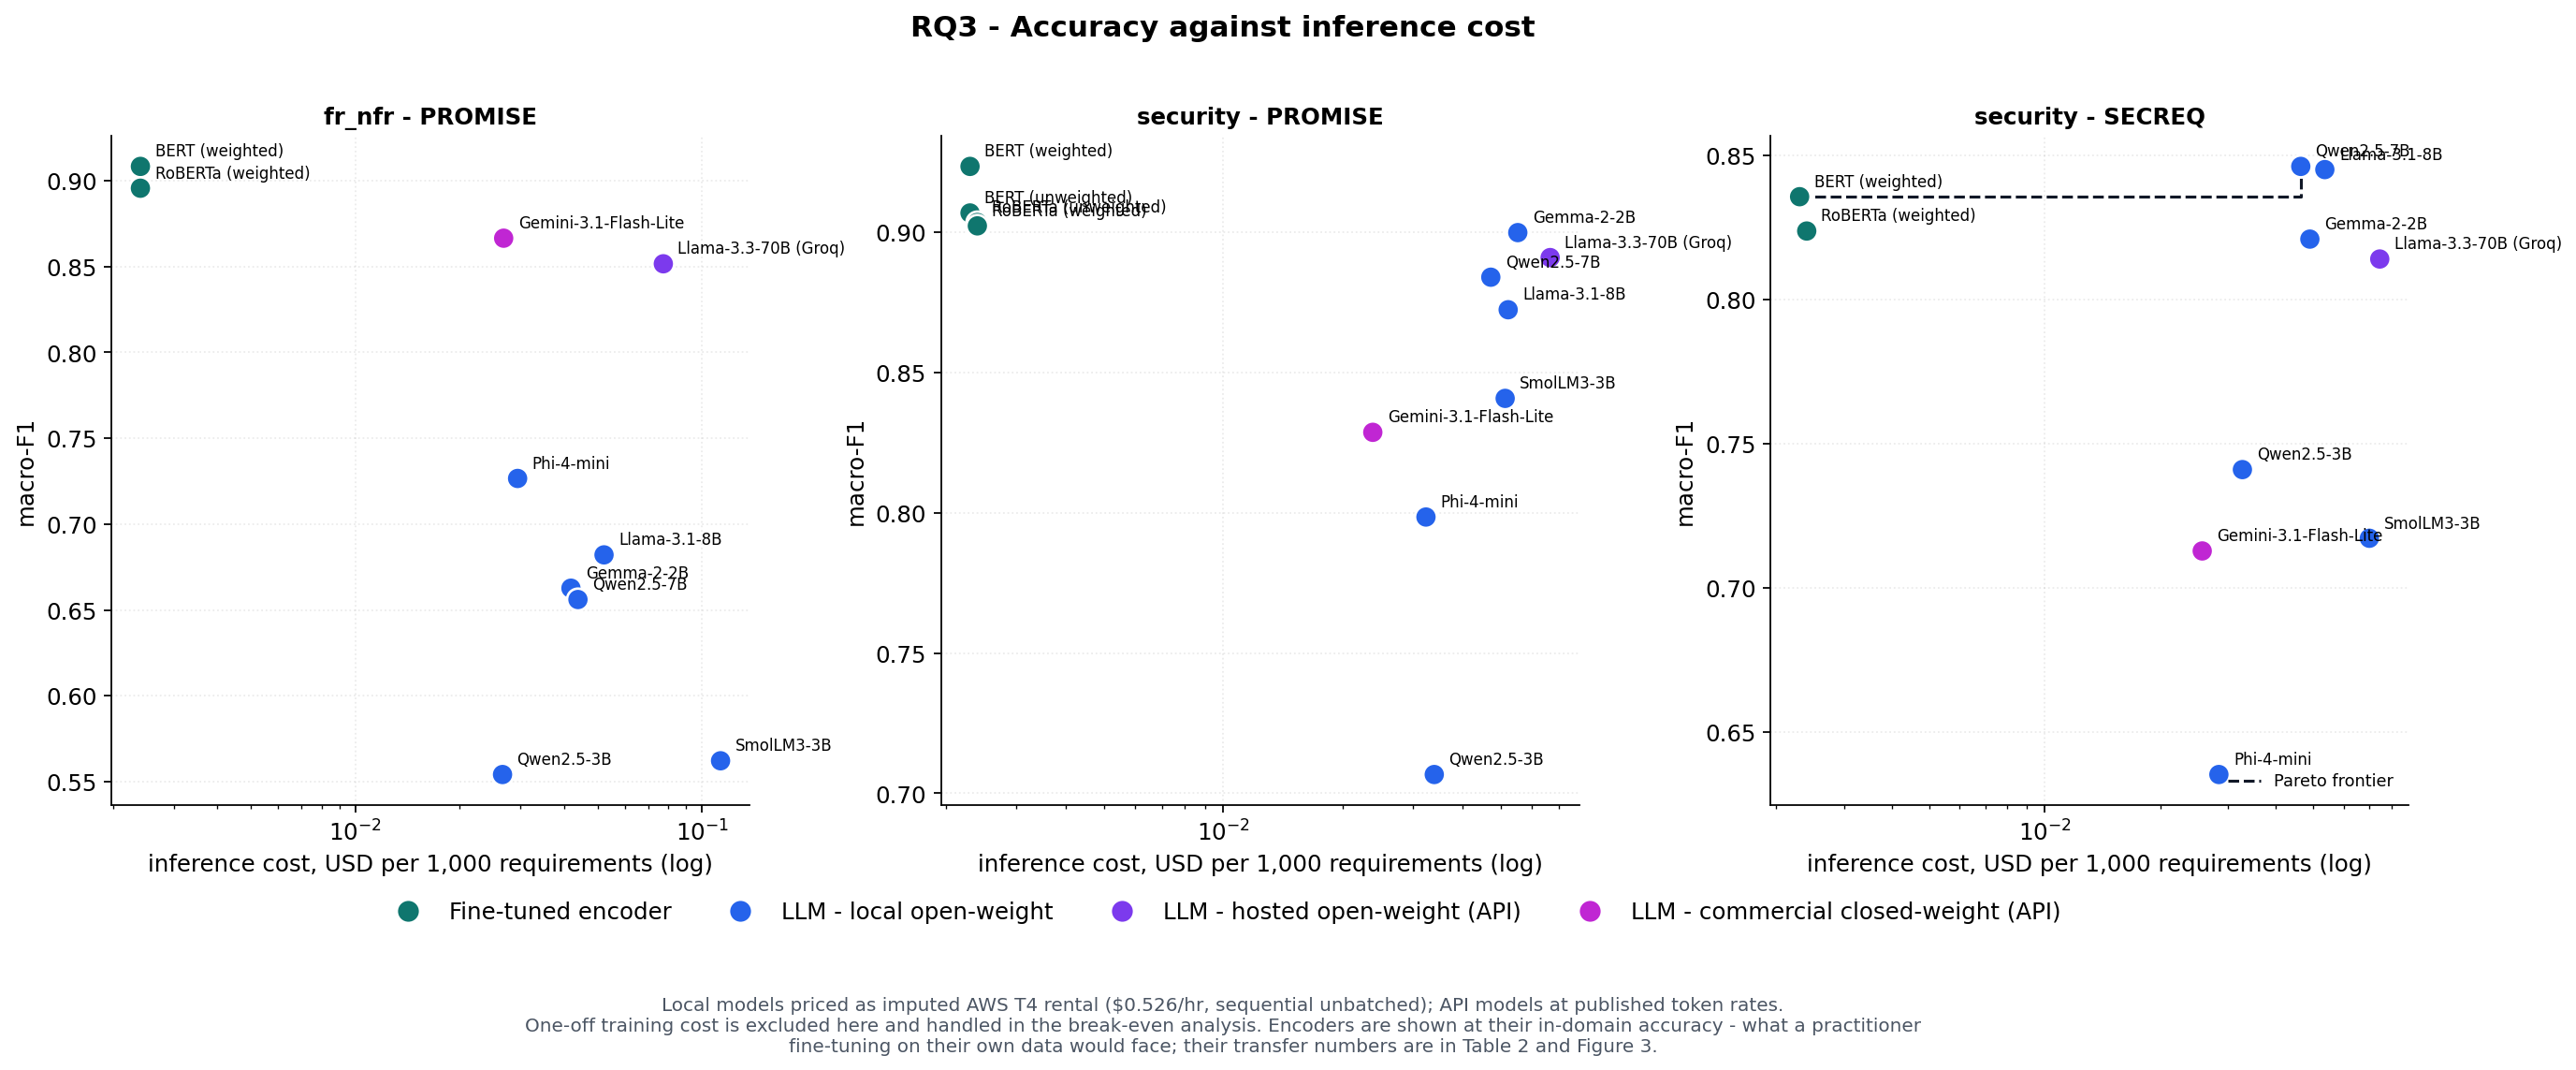 RQ3 - Accuracy against inference cost
fr_nfr - PROMISE
BERT (weighted)
RoBERTa (weighted)
Gemini-3.1-Flash-Lite
Llama-3.3-70B (Groq)
Phi-4-mini
Llama-3.1-8B
Gemma-2-2B
Qwen2.5-7B
Qwen2.5-3B
SmolLM3-3B
macro-F1
0.90
0.85
0.80
0.75
0.70
0.65
0.60
0.55
10⁻²
10⁻¹
inference cost, USD per 1,000 requirements (log)
security - PROMISE
BERT (weighted)
BERT (unweighted)
RoBERTa (unweighted)
RoBERTa (weighted)
Gemma-2-2B
Llama-3.3-70B (Groq)
Qwen2.5-7B
Llama-3.1-8B
SmolLM3-3B
Gemini-3.1-Flash-Lite
Phi-4-mini
Qwen2.5-3B
macro-F1
0.90
0.85
0.80
0.75
0.70
10⁻²
inference cost, USD per 1,000 requirements (log)
security - SECREQ
Qwen2.5-7B
Llama-3.1-8B
BERT (weighted)
RoBERTa (weighted)
Gemma-2-2B
Llama-3.3-70B (Groq)
Qwen2.5-3B
SmolLM3-3B
Gemini-3.1-Flash-Lite
Phi-4-mini
Pareto frontier
macro-F1
0.85
0.80
0.75
0.70
0.65
10⁻²
inference cost, USD per 1,000 requirements (log)
Fine-tuned encoder
LLM - local open-weight
LLM - hosted open-weight (API)
LLM - commercial closed-weight (API)
Local models priced as imputed AWS T4 rental ($0.526/hr, sequential unbatched); API models at published token rates.
One-off training cost is excluded here and handled in the break-even analysis. Encoders are shown at their in-domain accuracy - what a practitioner
fine-tuning on their own data would face; their transfer numbers are in Table 2 and Figure 3.